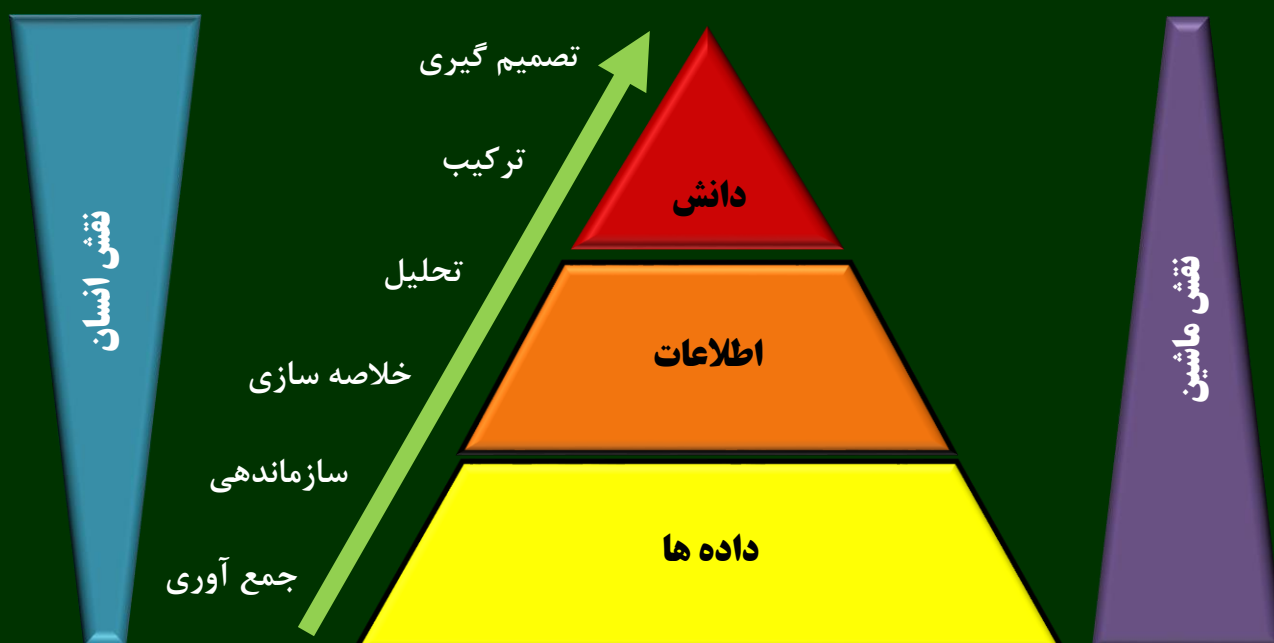 تصمیم گیری
ترکیب
دانش
نقش انسان
تحلیل
نقش ماشین
اطلاعات
خلاصه سازی
سازماندهی
داده ها
جمع آوری